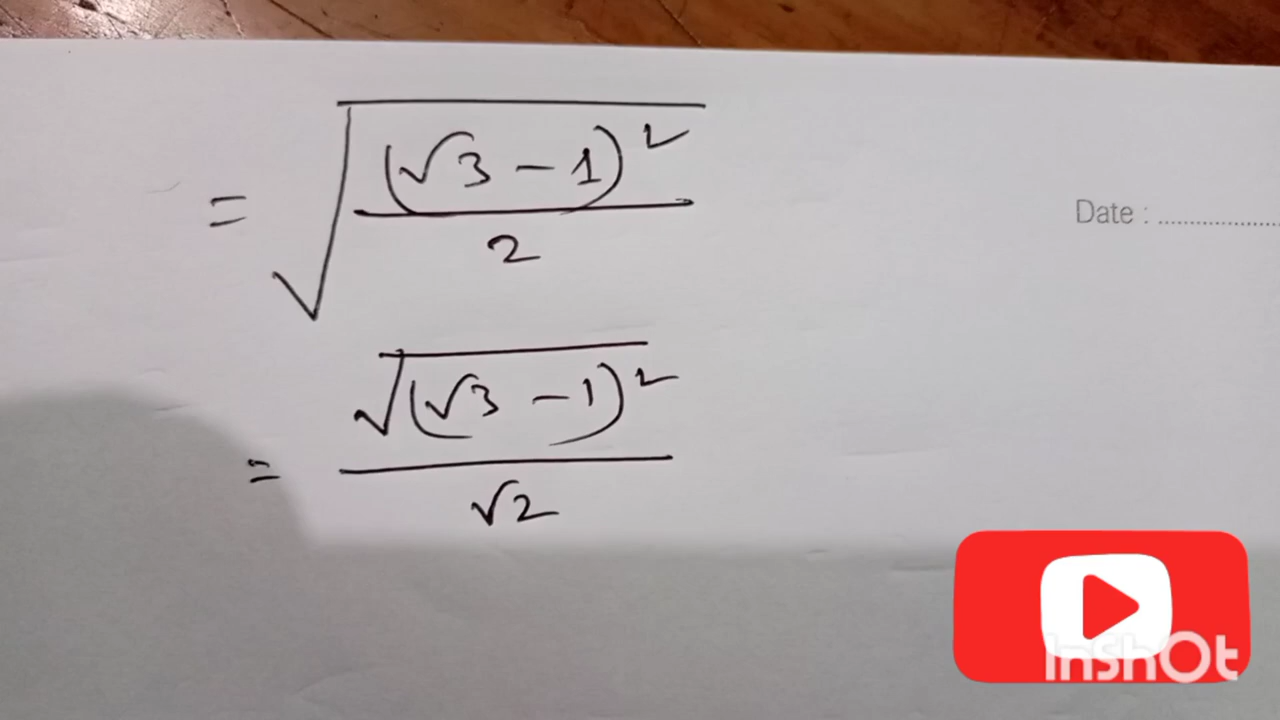 = √((√3 - 1)²/2)
Date : ....................
= √(√3 - 1)²/√2
InShOt